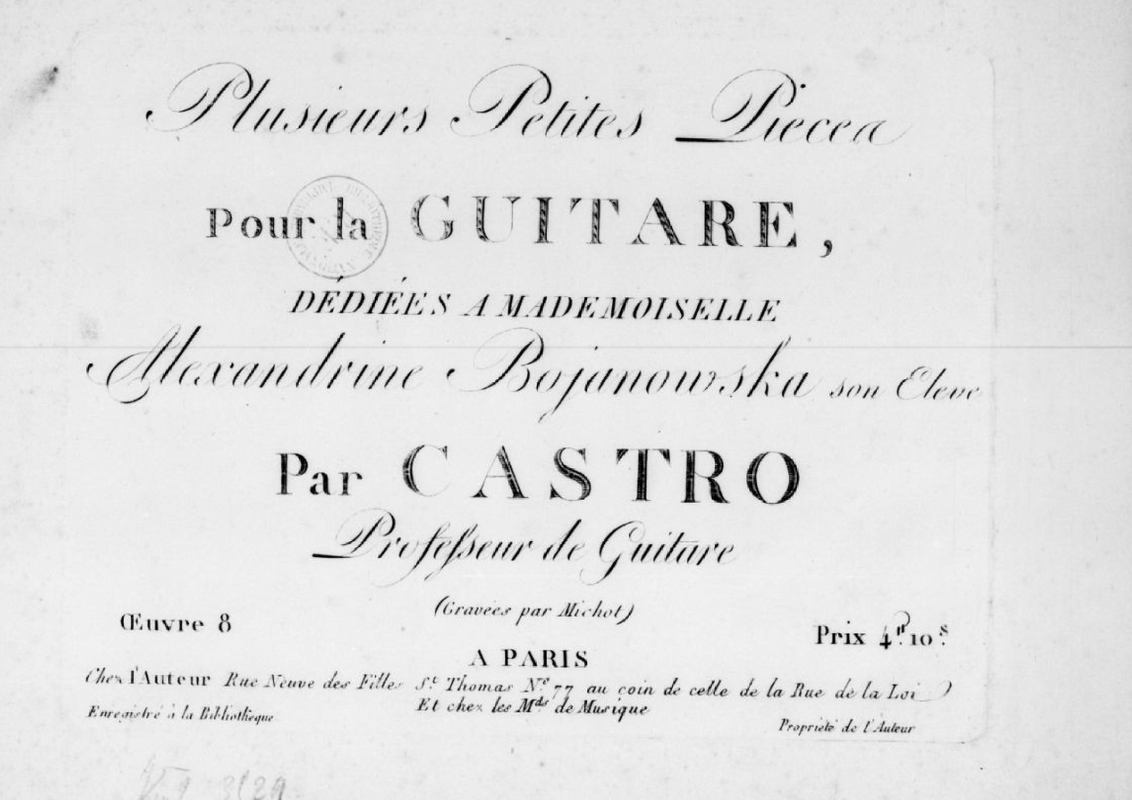 Plusieurs Petites Pieces
Pour la GUITARE,
DÉDIÉES A MADEMOISELLE
Alexandrine Bojanowska son Eleve
Par CASTRO
Professeur de Guitare
(Gravées par Michot)
Œuvre 8
Prix 4# 10s.
A PARIS
Chez l'Auteur Rue Neuve des Filles St. Thomas No. 77 au coin de celle de la Rue de la Loi
Et chez les Mds. de Musique
Enregistré à la Bibliothèque
Propriété de l'Auteur